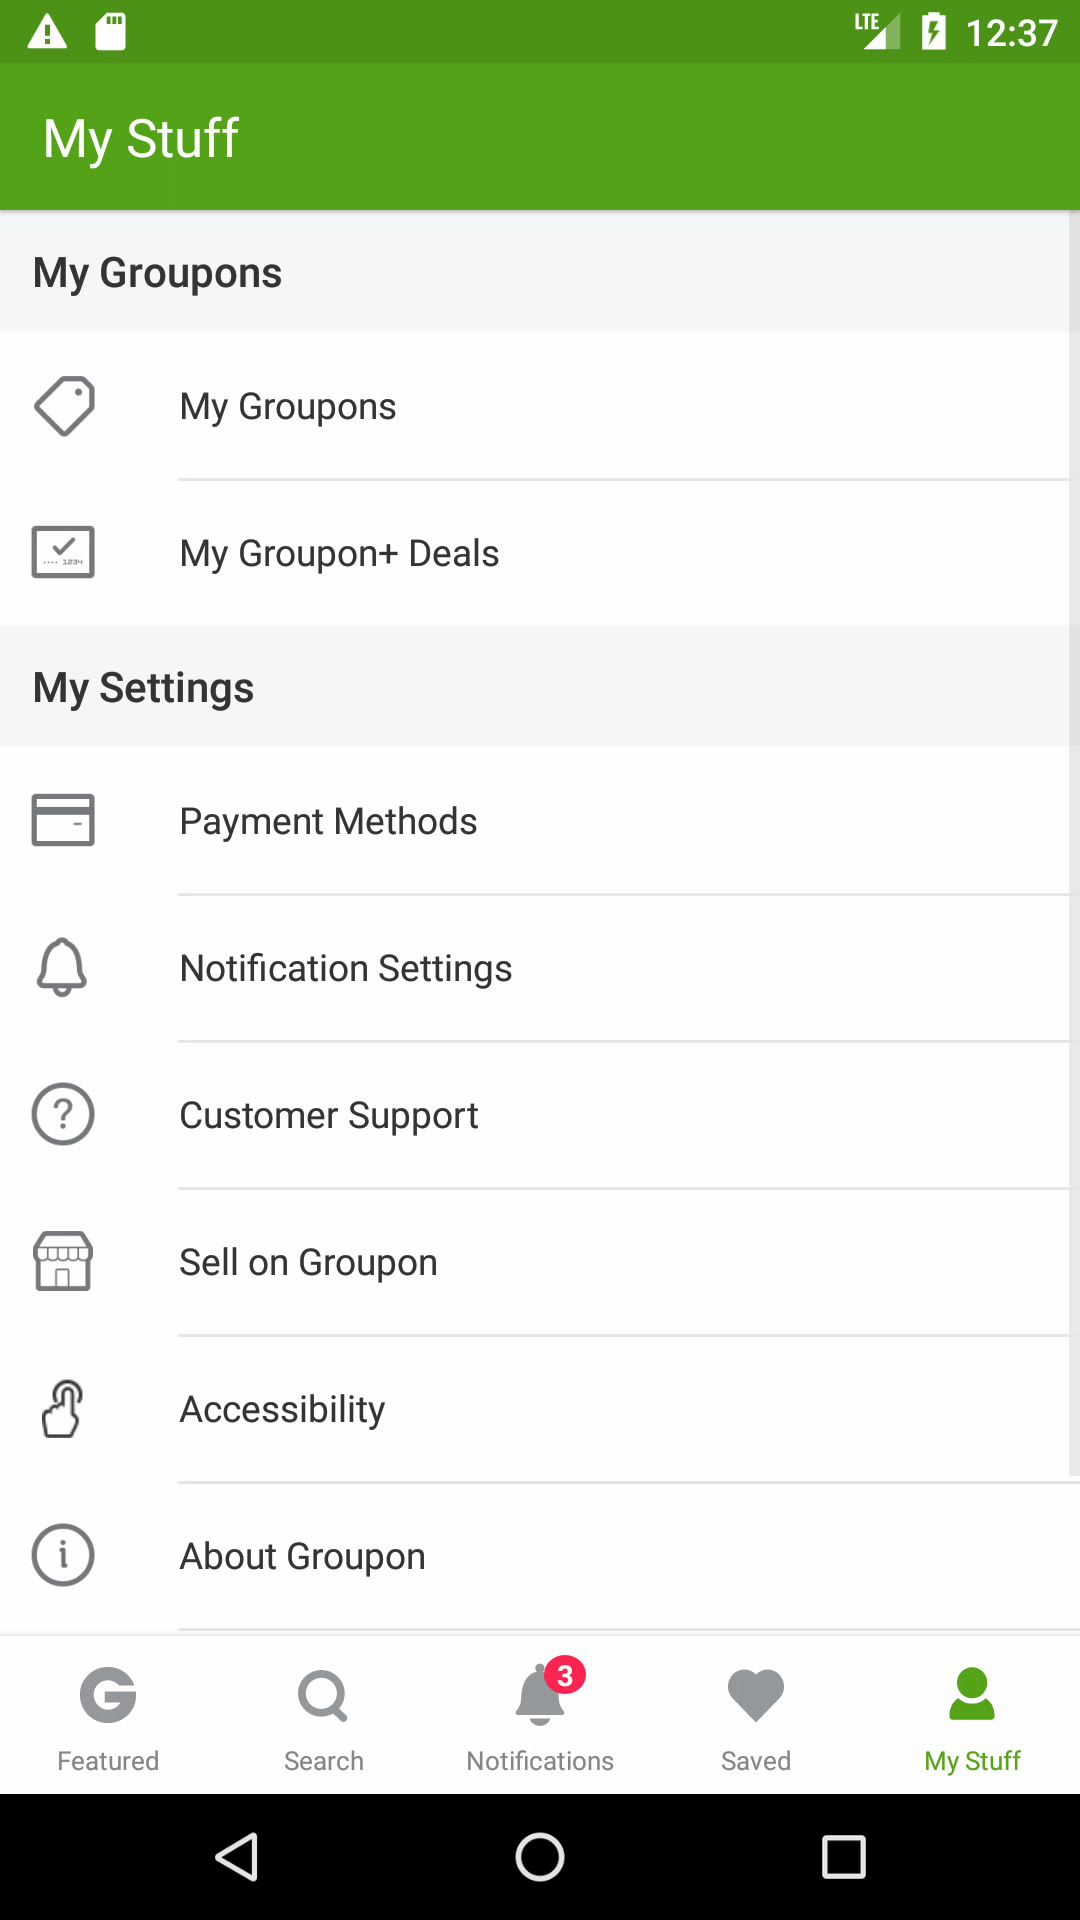 LTE 12:37
My Stuff
My Groupons
My Groupons
1234
My Groupon+ Deals
My Settings
Payment Methods
Notification Settings
?
Customer Support
Sell on Groupon
Accessibility
i
About Groupon
G
3
Featured Search Notifications Saved My Stuff